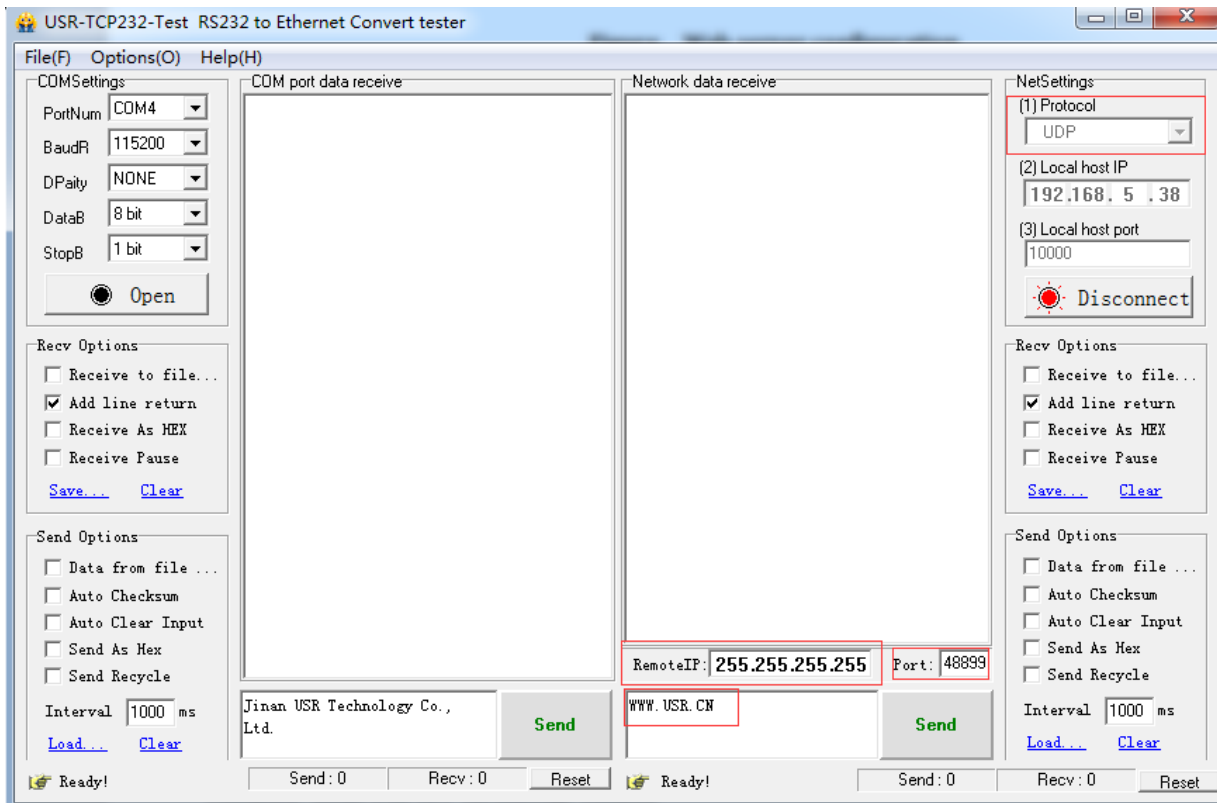 USR-TCP232-Test RS232 to Ethernet Convert tester
File(F) Options(O) Help(H)
COMSettings
PortNum COM4
BaudR 115200
DPaity NONE
DataB 8 bit
StopB 1 bit
Open
Recv Options
Receive to file...
Add line return
Receive As HEX
Receive Pause
Save... Clear
Send Options
Data from file ...
Auto Checksum
Auto Clear Input
Send As Hex
Send Recycle
Interval 1000 ms
Load... Clear
Ready!
COM port data receive
Jinan USR Technology Co.,
Ltd.
Send
Send : 0 Recv : 0 Reset
Network data receive
RemoteIP: 255.255.255.255 Port: 48899
WWW.USR.CN
Send
Ready! Send : 0 Recv : 0 Reset
NetSettings
(1) Protocol
UDP
(2) Local host IP
192.168. 5 .38
(3) Local host port
10000
Disconnect
Recv Options
Receive to file...
Add line return
Receive As HEX
Receive Pause
Save... Clear
Send Options
Data from file ...
Auto Checksum
Auto Clear Input
Send As Hex
Send Recycle
Interval 1000 ms
Load... Clear